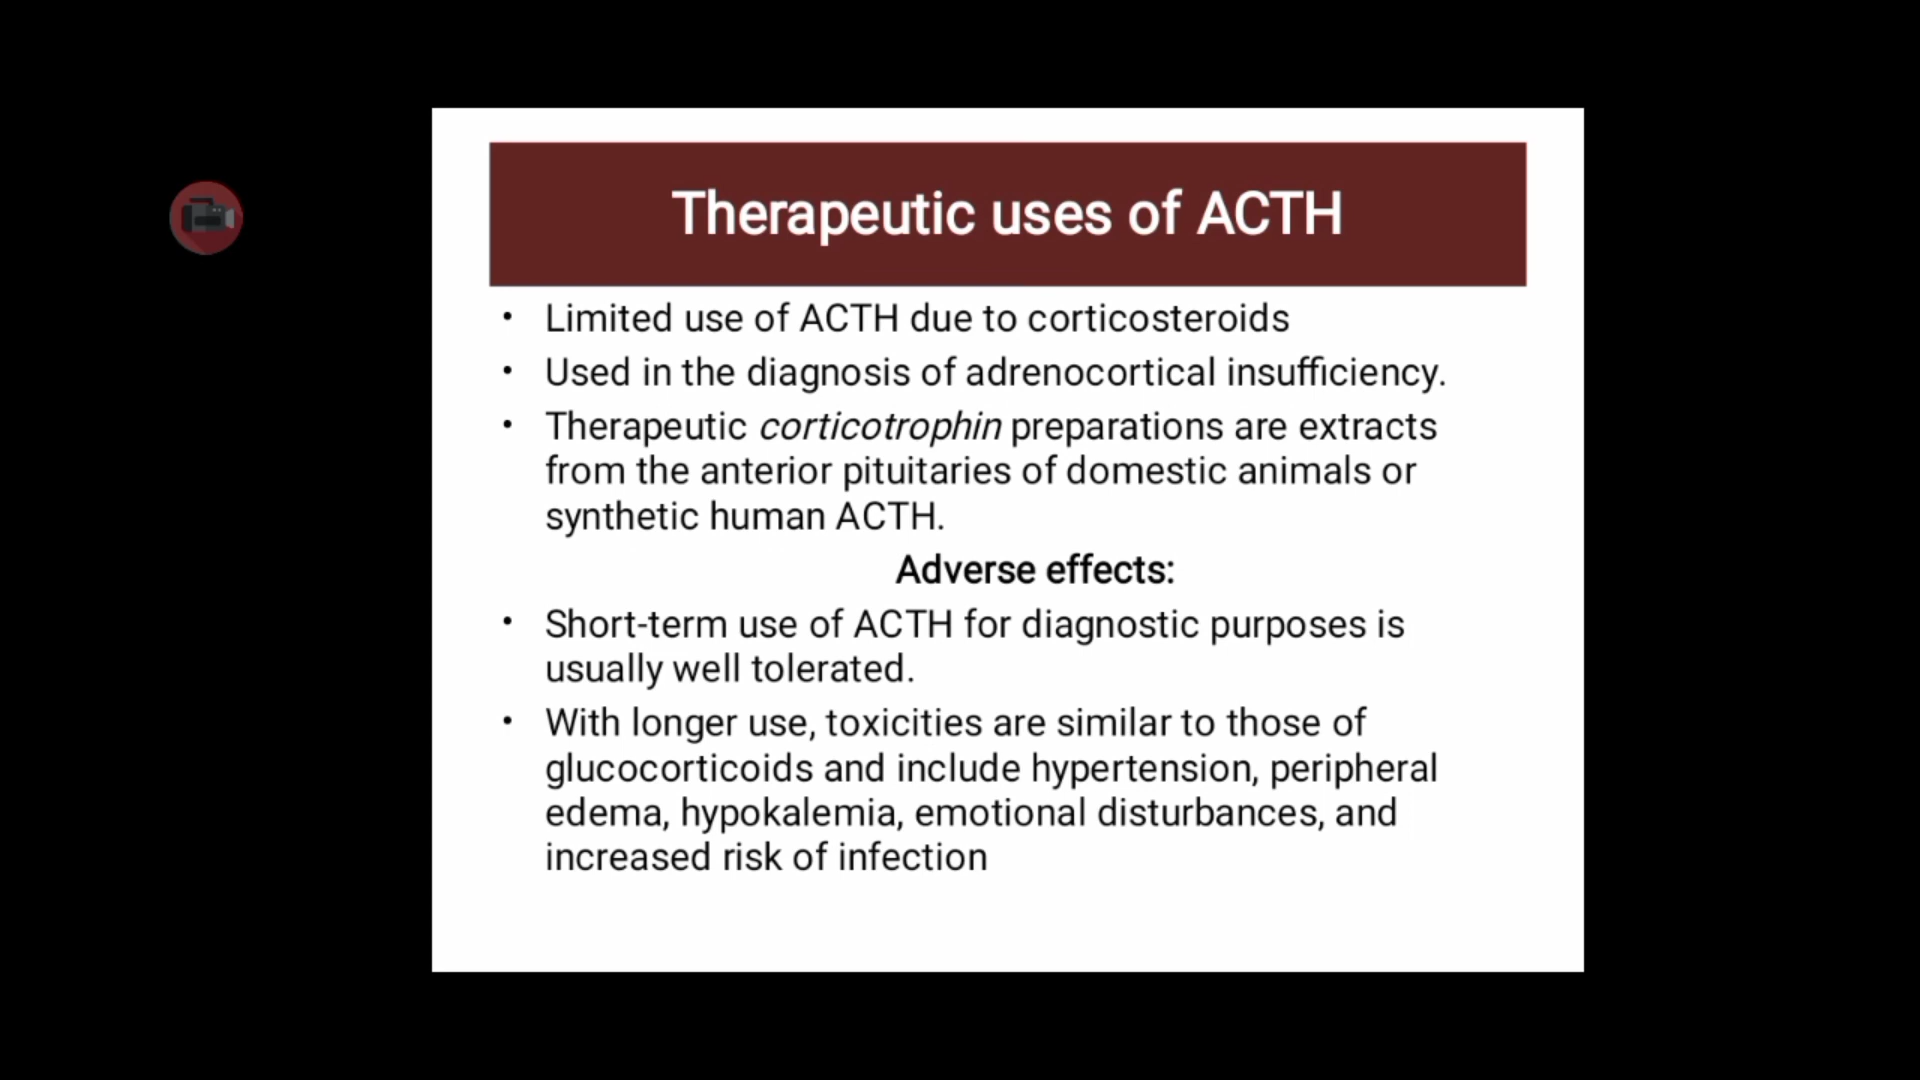 Therapeutic uses of ACTH
• Limited use of ACTH due to corticosteroids
• Used in the diagnosis of adrenocortical insufficiency.
• Therapeutic corticotrophin preparations are extracts
from the anterior pituitaries of domestic animals or
synthetic human ACTH.
Adverse effects:
• Short-term use of ACTH for diagnostic purposes is
usually well tolerated.
• With longer use, toxicities are similar to those of
glucocorticoids and include hypertension, peripheral
edema, hypokalemia, emotional disturbances, and
increased risk of infection